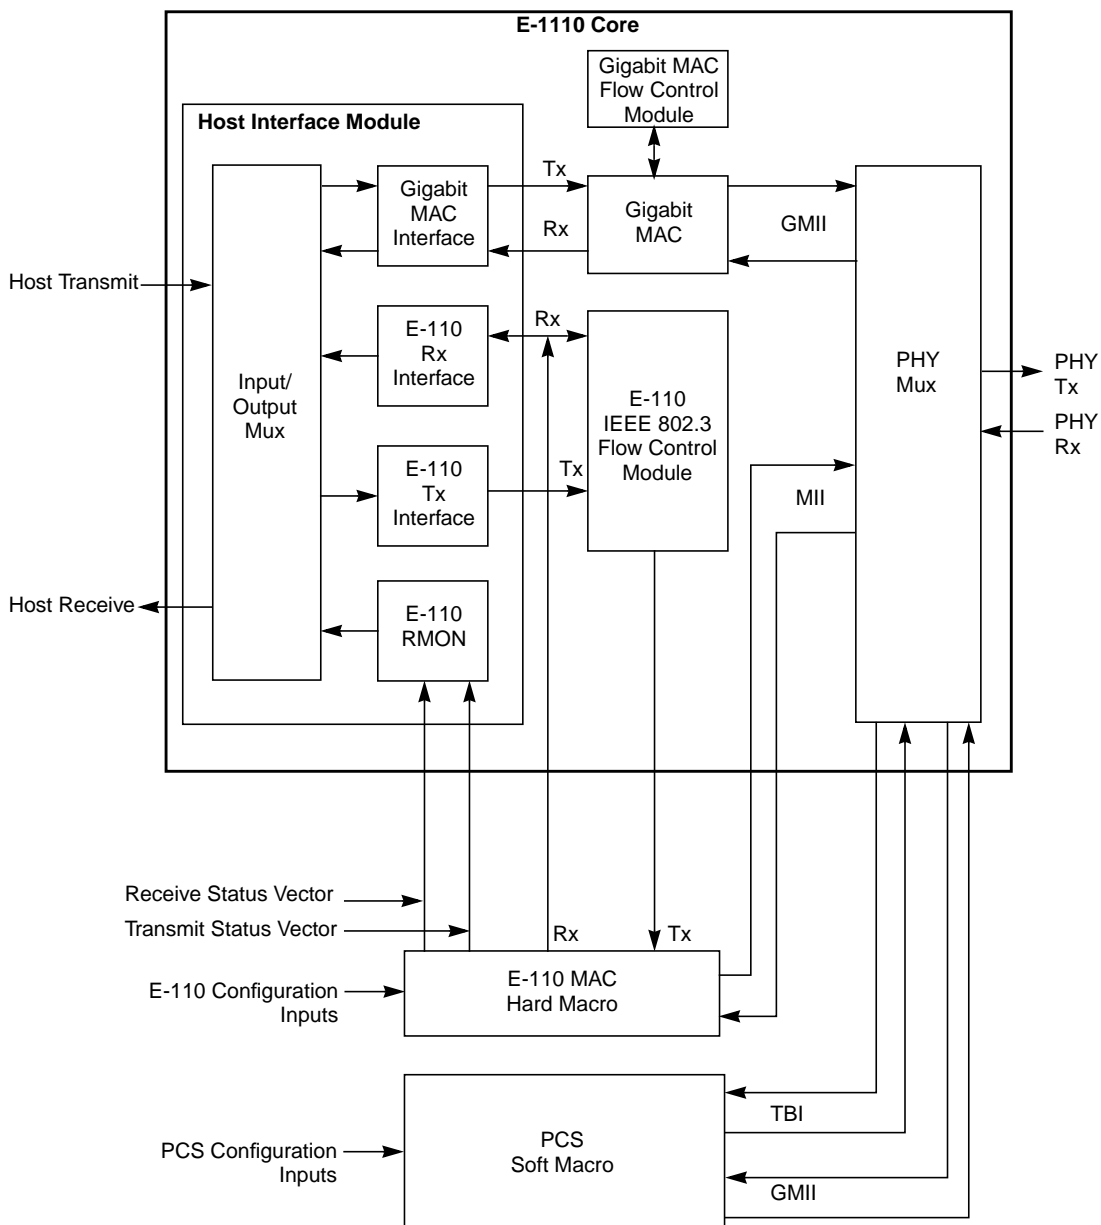 E-1110 Core
Gigabit MAC
Flow Control
Module
Host Interface Module
Tx
Gigabit
MAC
Interface
Gigabit
MAC
GMII
Rx
Host Transmit
E-110
Rx
Interface
Rx
Input/
Output
Mux
E-110
IEEE 802.3
Flow Control
Module
PHY
Mux
PHY
Tx
PHY
Rx
E-110
Tx
Interface
Tx
MII
Host Receive
E-110
RMON
Receive Status Vector
Transmit Status Vector
Rx
Tx
E-110 Configuration
Inputs
E-110 MAC
Hard Macro
TBI
PCS Configuration
Inputs
PCS
Soft Macro
GMII